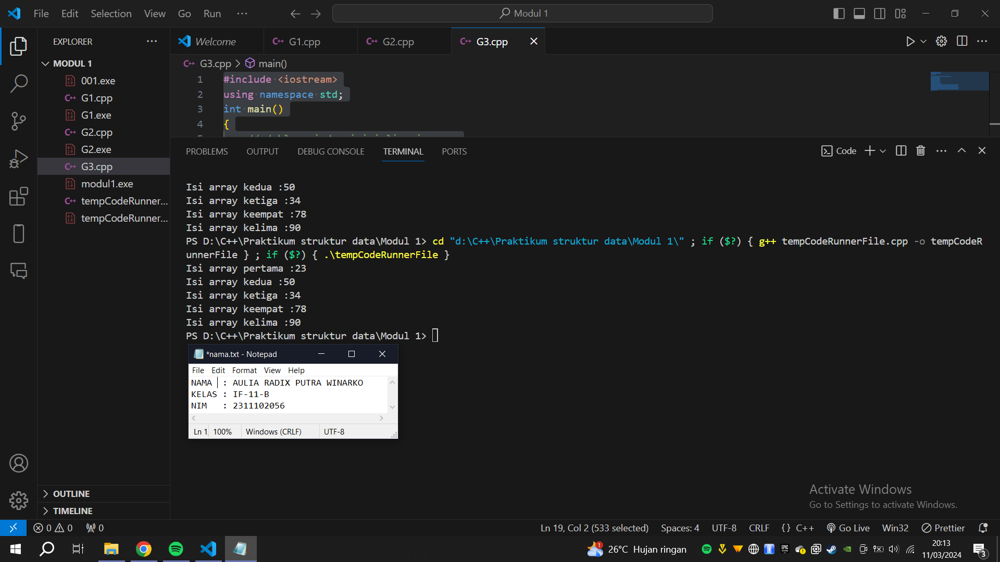 File Edit Selection View Go Run ···
Modul 1
EXPLORER ···
Welcome
G1.cpp
G2.cpp
G3.cpp
MODUL 1
001.exe
G1.cpp
G1.exe
G2.cpp
G2.exe
G3.cpp
modul1.exe
tempCodeRunner...
tempCodeRunner...
OUTLINE
TIMELINE
G3.cpp > main()
1 #include <iostream>
2 using namespace std;
3 int main()
4 {
PROBLEMS OUTPUT DEBUG CONSOLE TERMINAL PORTS
Code
Isi array kedua :50
Isi array ketiga :34
Isi array keempat :78
Isi array kelima :90
PS D:\C++\Praktikum struktur data\Modul 1> cd "d:\C++\Praktikum struktur data\Modul 1\" ; if ($?) { g++ tempCodeRunnerFile.cpp -o tempCodeR
unnerFile } ; if ($?) { .\tempCodeRunnerFile }
Isi array pertama :23
Isi array kedua :50
Isi array ketiga :34
Isi array keempat :78
Isi array kelima :90
PS D:\C++\Praktikum struktur data\Modul 1>
*nama.txt - Notepad
File Edit Format View Help
NAMA  : AULIA RADIX PUTRA WINARKO
KELAS : IF-11-B
NIM   : 2311102056
Ln 1 100% Windows (CRLF) UTF-8
Activate Windows
Go to Settings to activate Windows.
0 0 0
Ln 19, Col 2 (533 selected) Spaces: 4 UTF-8 CRLF {} C++ Go Live Win32 Prettier
1 26°C Hujan ringan
20:13
11/03/2024
3